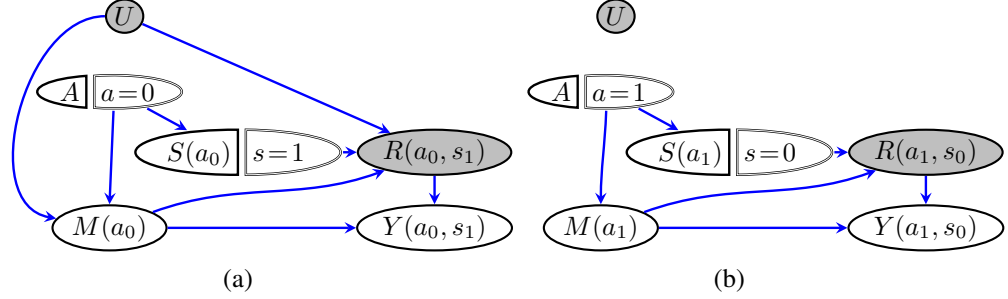 U U
A a=0 A a=1
S(a₀) s=1 R(a₀, s₁) S(a₁) s=0 R(a₁, s₀)
M(a₀) Y(a₀, s₁) M(a₁) Y(a₁, s₀)
(a) (b)